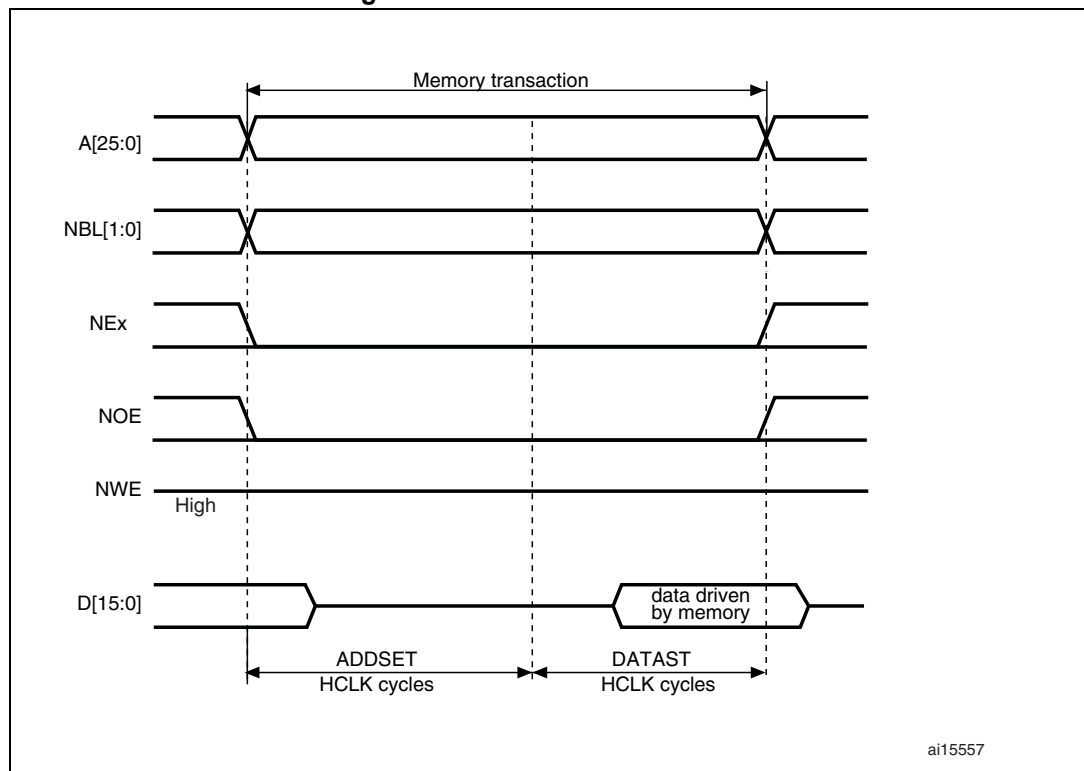 Memory transaction
A[25:0]
NBL[1:0]
NEx
NOE
NWE
High
D[15:0]
data driven
by memory
ADDSET
HCLK cycles
DATAST
HCLK cycles
ai15557